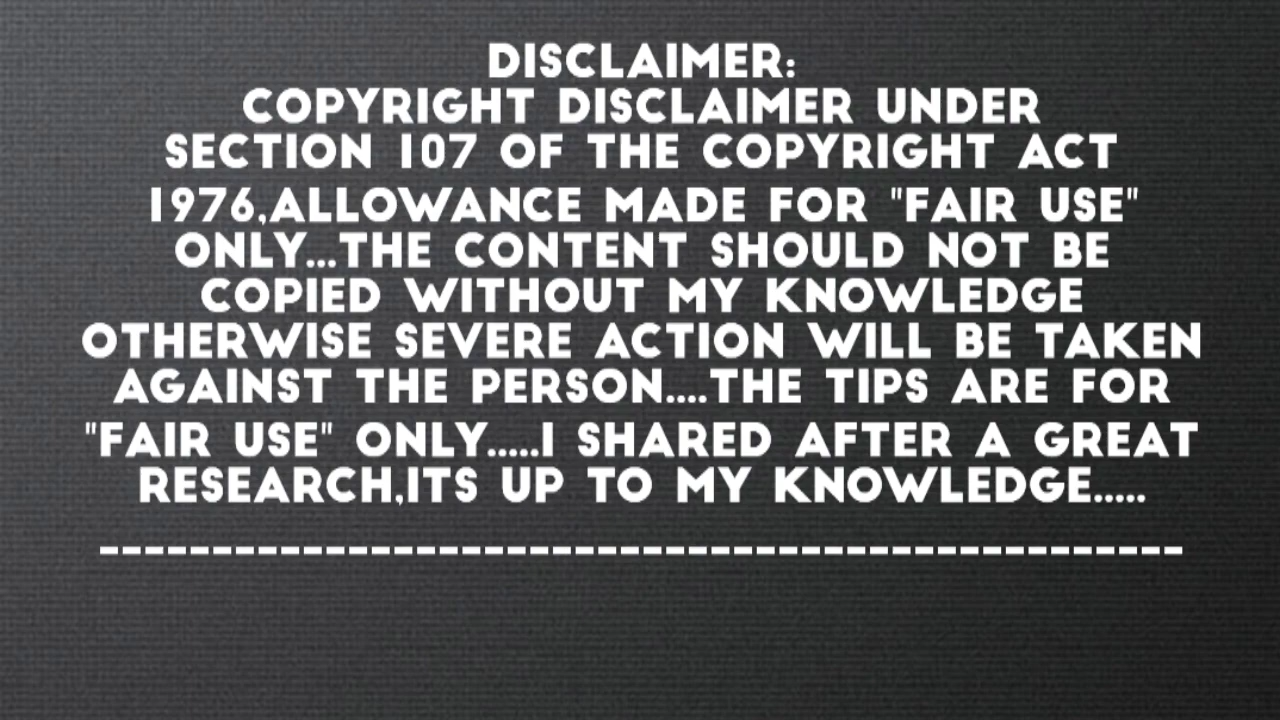 DISCLAIMER:
COPYRIGHT DISCLAIMER UNDER
SECTION 107 OF THE COPYRIGHT ACT
1976,ALLOWANCE MADE FOR "FAIR USE"
ONLY...THE CONTENT SHOULD NOT BE
COPIED WITHOUT MY KNOWLEDGE
OTHERWISE SEVERE ACTION WILL BE TAKEN
AGAINST THE PERSON....THE TIPS ARE FOR
"FAIR USE" ONLY.....I SHARED AFTER A GREAT
RESEARCH,ITS UP TO MY KNOWLEDGE.....
------------------------------------------------